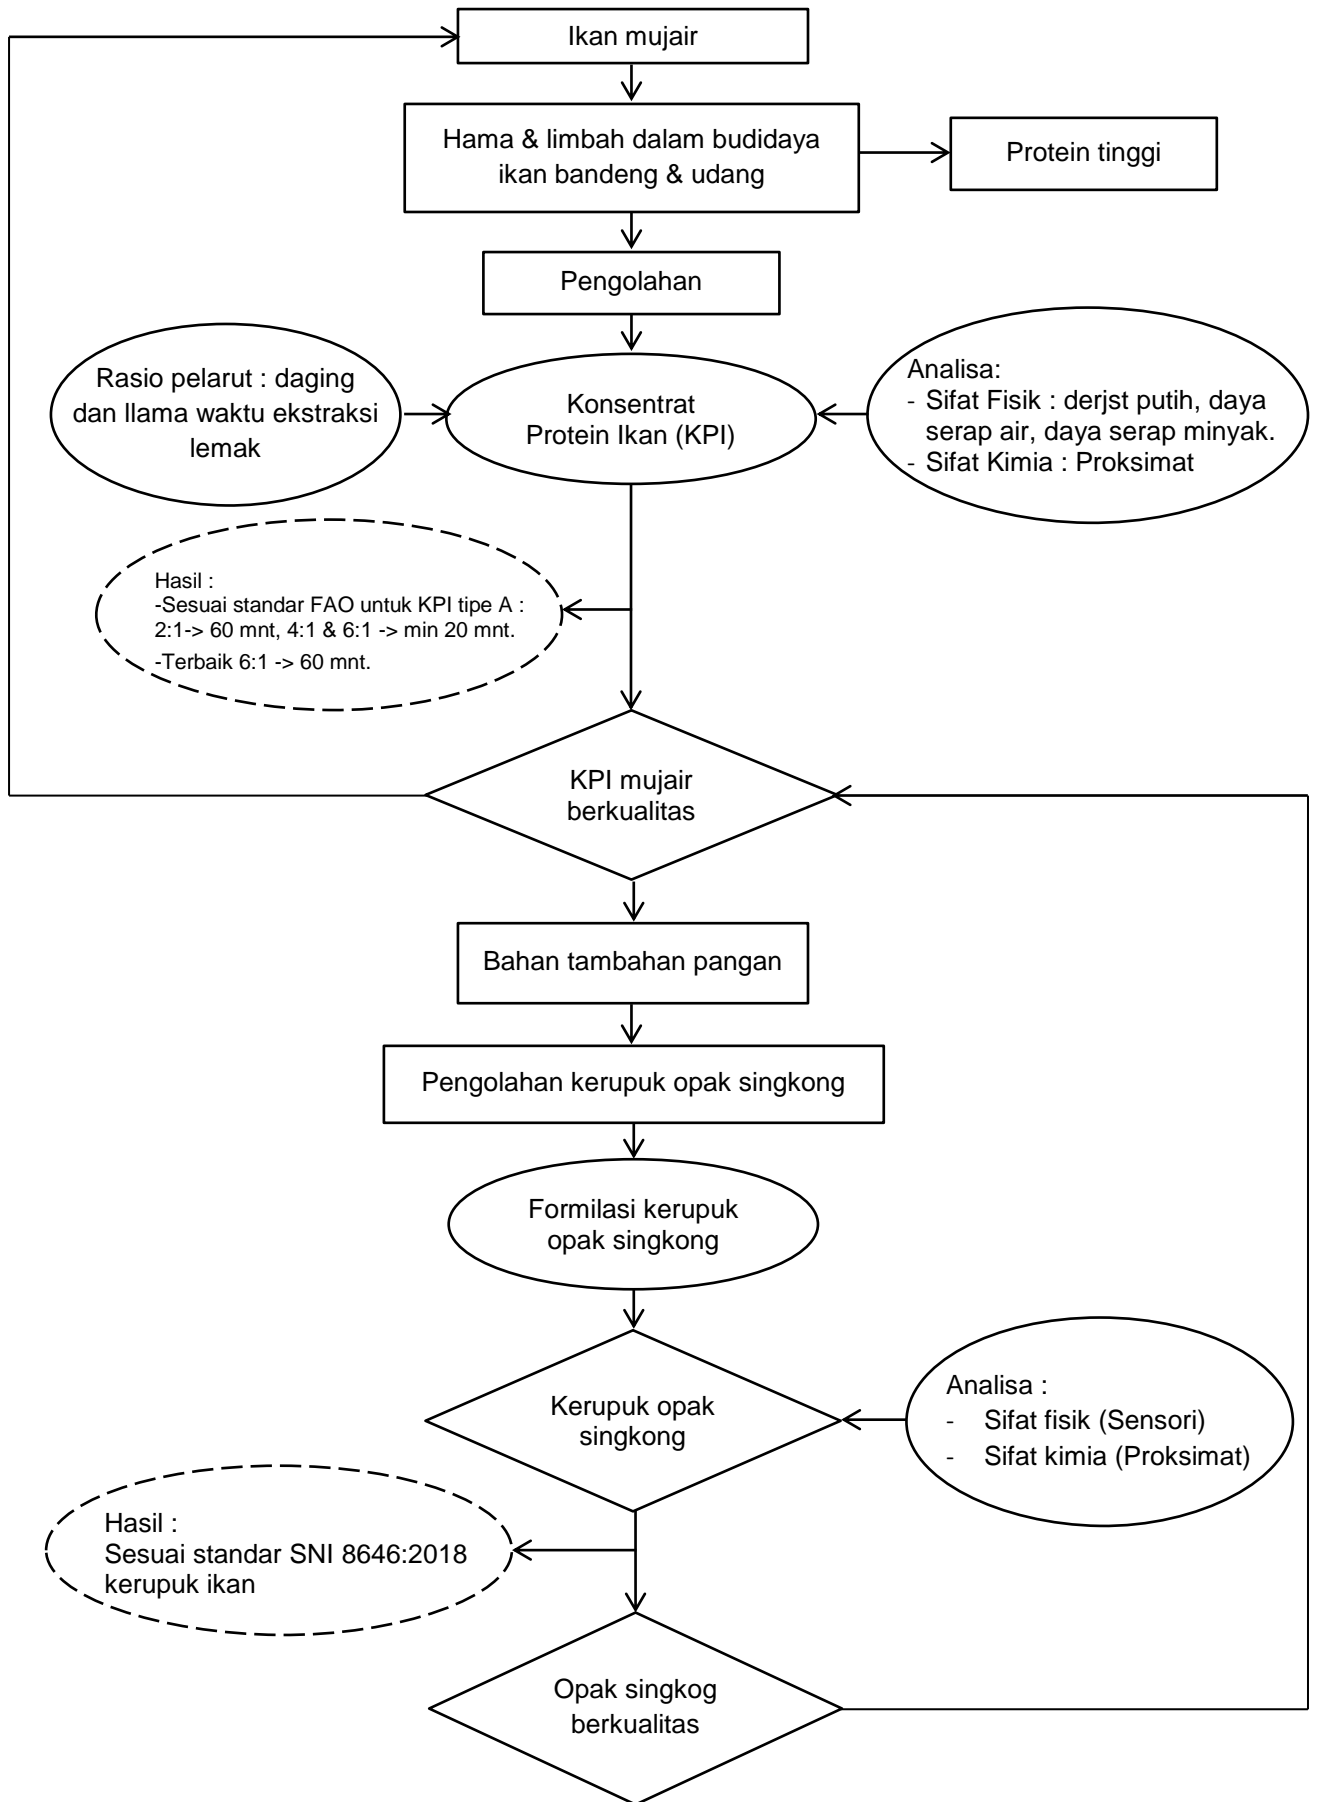 Ikan mujair
Hama & limbah dalam budidaya
ikan bandeng & udang
Protein tinggi
Pengolahan
Rasio pelarut : daging
dan llama waktu ekstraksi
lemak
Konsentrat
Protein Ikan (KPI)
Analisa:
- Sifat Fisik : derjst putih, daya
serap air, daya serap minyak.
- Sifat Kimia : Proksimat
Hasil :
-Sesuai standar FAO untuk KPI tipe A :
2:1-> 60 mnt, 4:1 & 6:1 -> min 20 mnt.
-Terbaik 6:1 -> 60 mnt.
KPI mujair
berkualitas
Bahan tambahan pangan
Pengolahan kerupuk opak singkong
Formilasi kerupuk
opak singkong
Kerupuk opak
singkong
Analisa :
- Sifat fisik (Sensori)
- Sifat kimia (Proksimat)
Hasil :
Sesuai standar SNI 8646:2018
kerupuk ikan
Opak singkog
berkualitas